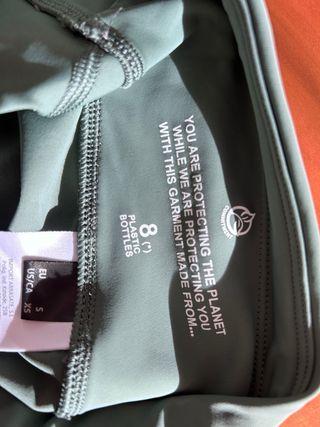 YOU ARE PROTECTING THE PLANET
WHILE WE ARE PROTECTING YOU
WITH THIS GARMENT MADE FROM...
8 (*)
PLASTIC
BOTTLES
EU S
US/CA XS